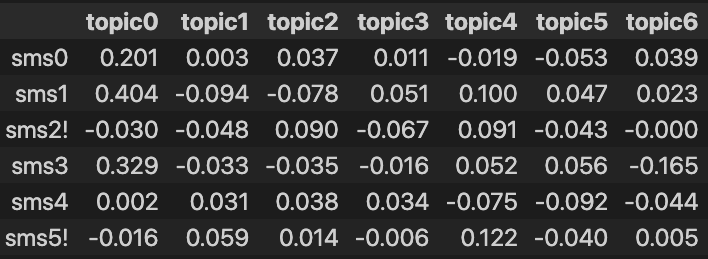 topic0 topic1 topic2 topic3 topic4 topic5 topic6
sms0 0.201 0.003 0.037 0.011 -0.019 -0.053 0.039
sms1 0.404 -0.094 -0.078 0.051 0.100 0.047 0.023
sms2! -0.030 -0.048 0.090 -0.067 0.091 -0.043 -0.000
sms3 0.329 -0.033 -0.035 -0.016 0.052 0.056 -0.165
sms4 0.002 0.031 0.038 0.034 -0.075 -0.092 -0.044
sms5! -0.016 0.059 0.014 -0.006 0.122 -0.040 0.005